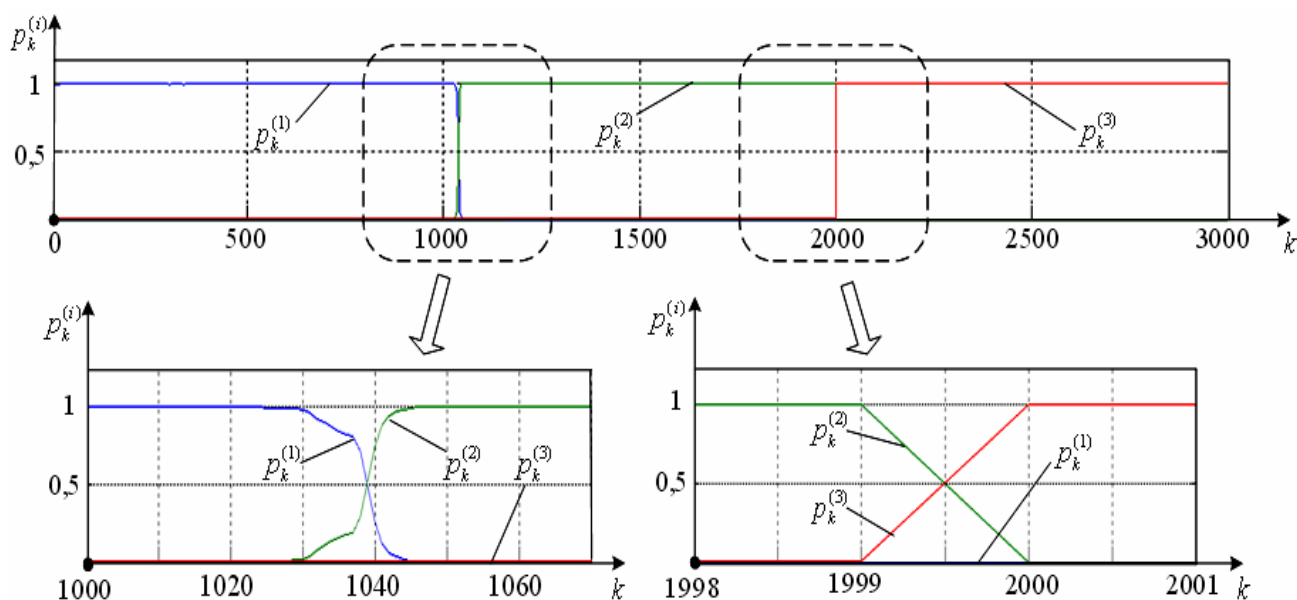 p_k^(i)
1
p_k^(1) p_k^(2) p_k^(3)
0,5
0 500 1000 1500 2000 2500 3000 k
p_k^(i)
1
p_k^(1) p_k^(2) p_k^(3)
0,5
1000 1020 1040 1060 k
p_k^(i)
1
p_k^(2) p_k^(1)
0,5
p_k^(3)
1998 1999 2000 2001 k